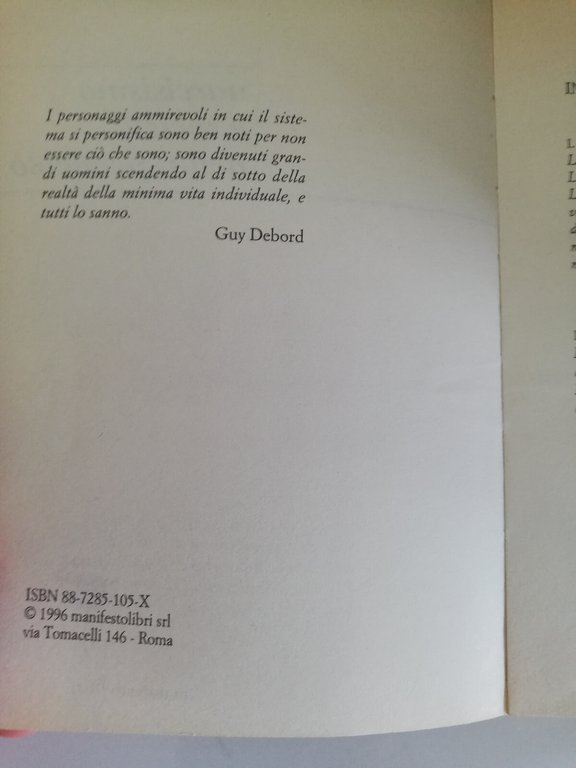 I personaggi ammirevoli in cui il siste-
ma si personifica sono ben noti per non
essere ciò che sono; sono divenuti gran-
di uomini scendendo al di sotto della
realtà della minima vita individuale, e
tutti lo sanno.
Guy Debord
ISBN 88-7285-105-X
© 1996 manifestolibri srl
via Tomacelli 146 - Roma